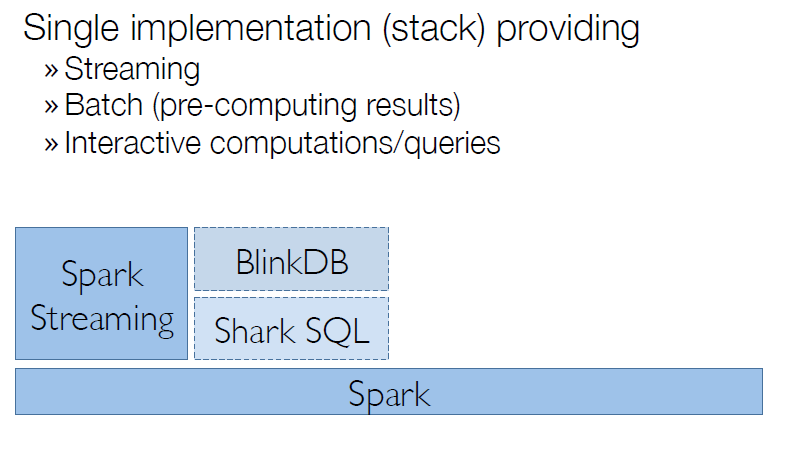 Single implementation (stack) providing
» Streaming
» Batch (pre-computing results)
» Interactive computations/queries
Spark
Streaming
BlinkDB
Shark SQL
Spark